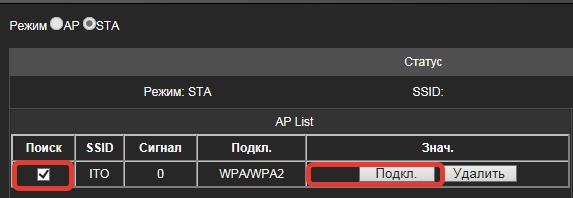 Режим AP STA
Статус
Режим: STA SSID:
AP List
Поиск SSID Сигнал Подкл. Знач.
ITO 0 WPA/WPA2 Подкл. Удалить